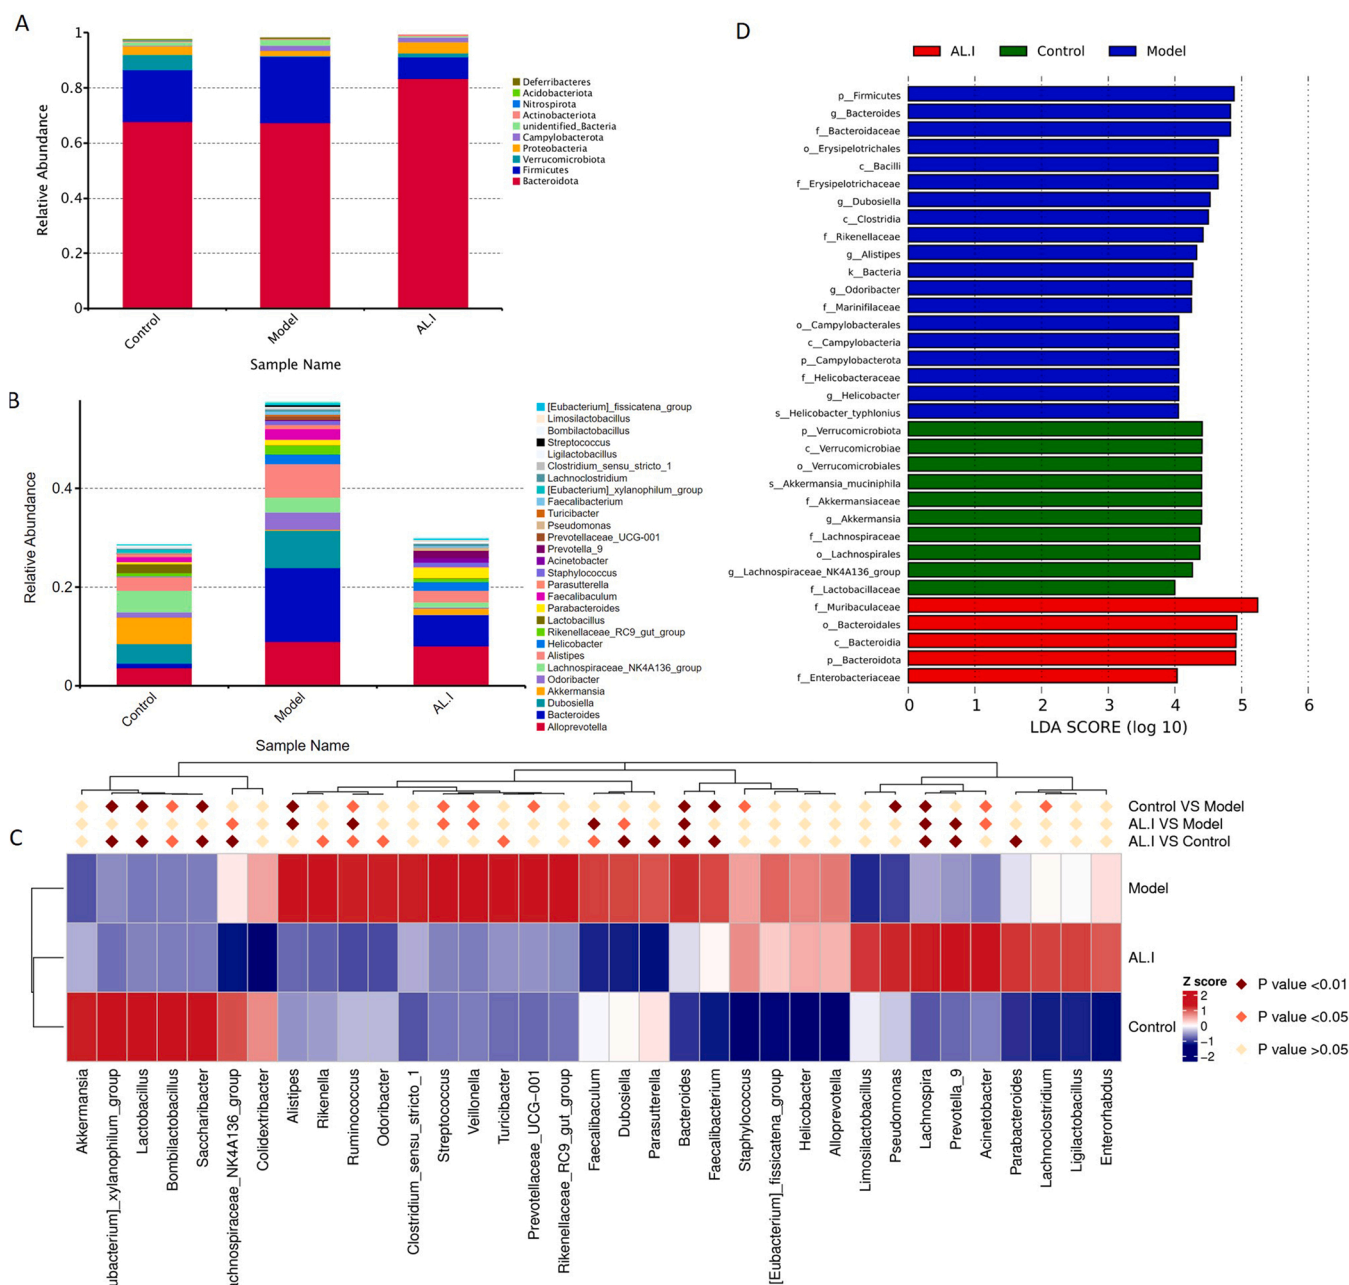 A
1
0.8
0.6
0.4
0.2
0
Relative Abundance
Control
Model
AL.I
Sample Name
Deferribacteres
Acidobacteriota
Nitrospirota
Actinobacteriota
unidentified_Bacteria
Campylobacterota
Proteobacteria
Verrucomicrobiota
Firmicutes
Bacteroidota
B
0.4
0.2
0
Relative Abundance
Control
Model
AL.I
Sample Name
[Eubacterium]_fissicatena_group
Limosilactobacillus
Bombilactobacillus
Streptococcus
Ligilactobacillus
Clostridium_sensu_stricto_1
Lachnoclostridium
[Eubacterium]_xylanophilum_group
Faecalibacterium
Turicibacter
Pseudomonas
Prevotellaceae_UCG-001
Prevotella_9
Acinetobacter
Staphylococcus
Parasutterella
Faecalibaculum
Parabacteroides
Lactobacillus
Rikenellaceae_RC9_gut_group
Helicobacter
Alistipes
Lachnospiraceae_NK4A136_group
Odoribacter
Akkermansia
Dubosiella
Bacteroides
Alloprevotella
D
AL.I Control Model
p__Firmicutes
g__Bacteroides
f__Bacteroidaceae
o__Erysipelotrichales
c__Bacilli
f__Erysipelotrichaceae
g__Dubosiella
c__Clostridia
f__Rikenellaceae
g__Alistipes
k__Bacteria
g__Odoribacter
f__Marinifilaceae
o__Campylobacterales
c__Campylobacteria
p__Campylobacterota
f__Helicobacteraceae
g__Helicobacter
s__Helicobacter_typhlonius
p__Verrucomicrobiota
c__Verrucomicrobiae
o__Verrucomicrobiales
s__Akkermansia_muciniphila
f__Akkermansiaceae
g__Akkermansia
f__Lachnospiraceae
o__Lachnospirales
g__Lachnospiraceae_NK4A136_group
f__Lactobacillaceae
f__Muribaculaceae
o__Bacteroidales
c__Bacteroidia
p__Bacteroidota
f__Enterobacteriaceae
0 1 2 3 4 5 6
LDA SCORE (log 10)
C
Control VS Model
AL.I VS Model
AL.I VS Control
Model
AL.I
Control
Z score
2
1
0
−1
−2
P value <0.01
P value <0.05
P value >0.05
Akkermansia
ubacterium]_xylanophilum_group
Lactobacillus
Bombilactobacillus
Saccharibacter
achnospiraceae_NK4A136_group
Colidextribacter
Alistipes
Rikenella
Ruminococcus
Odoribacter
Clostridium_sensu_stricto_1
Streptococcus
Veillonella
Turicibacter
Prevotellaceae_UCG−001
Rikenellaceae_RC9_gut_group
Faecalibaculum
Dubosiella
Parasutterella
Bacteroides
Faecalibacterium
Staphylococcus
[Eubacterium]_fissicatena_group
Helicobacter
Alloprevotella
Limosilactobacillus
Pseudomonas
Lachnospira
Prevotella_9
Acinetobacter
Parabacteroides
Lachnoclostridium
Ligilactobacillus
Enterorhabdus